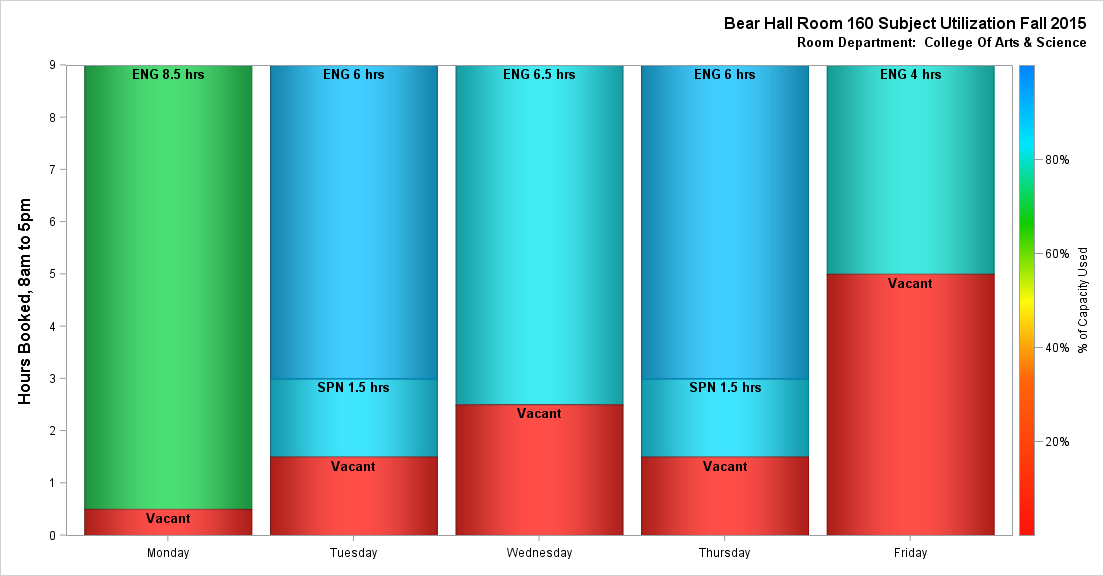 Bear Hall Room 160 Subject Utilization Fall 2015
Room Department:  College Of Arts & Science
Hours Booked, 8am to 5pm
9
8
7
6
5
4
3
2
1
0
ENG 8.5 hrs
Vacant
ENG 6 hrs
SPN 1.5 hrs
Vacant
ENG 6.5 hrs
Vacant
ENG 6 hrs
SPN 1.5 hrs
Vacant
ENG 4 hrs
Vacant
Monday
Tuesday
Wednesday
Thursday
Friday
80%
60%
40%
20%
% of Capacity Used